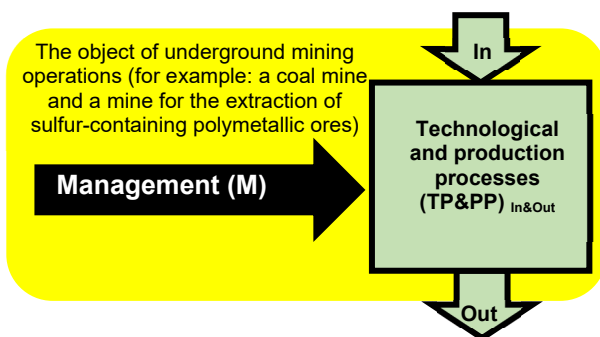 The object of underground mining
operations (for example: a coal mine
and a mine for the extraction of
sulfur-containing polymetallic ores)
In
Management (M)
Technological
and production
processes
(TP&PP) In&Out
Out